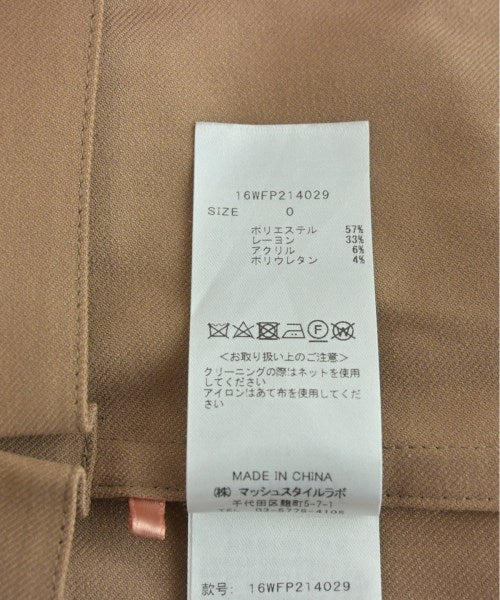 16WFP214029
SIZE 0
ポリエステル 57%
レーヨン 33%
アクリル 6%
ポリウレタン 4%
F W
<お取り扱い上のご注意>
クリーニングの際はネットを使用
してください
アイロンはあて布を使用してくだ
さい
MADE IN CHINA
(株) マッシュスタイルラボ
千代田区麹町5-7-1
款号: 16WFP214029